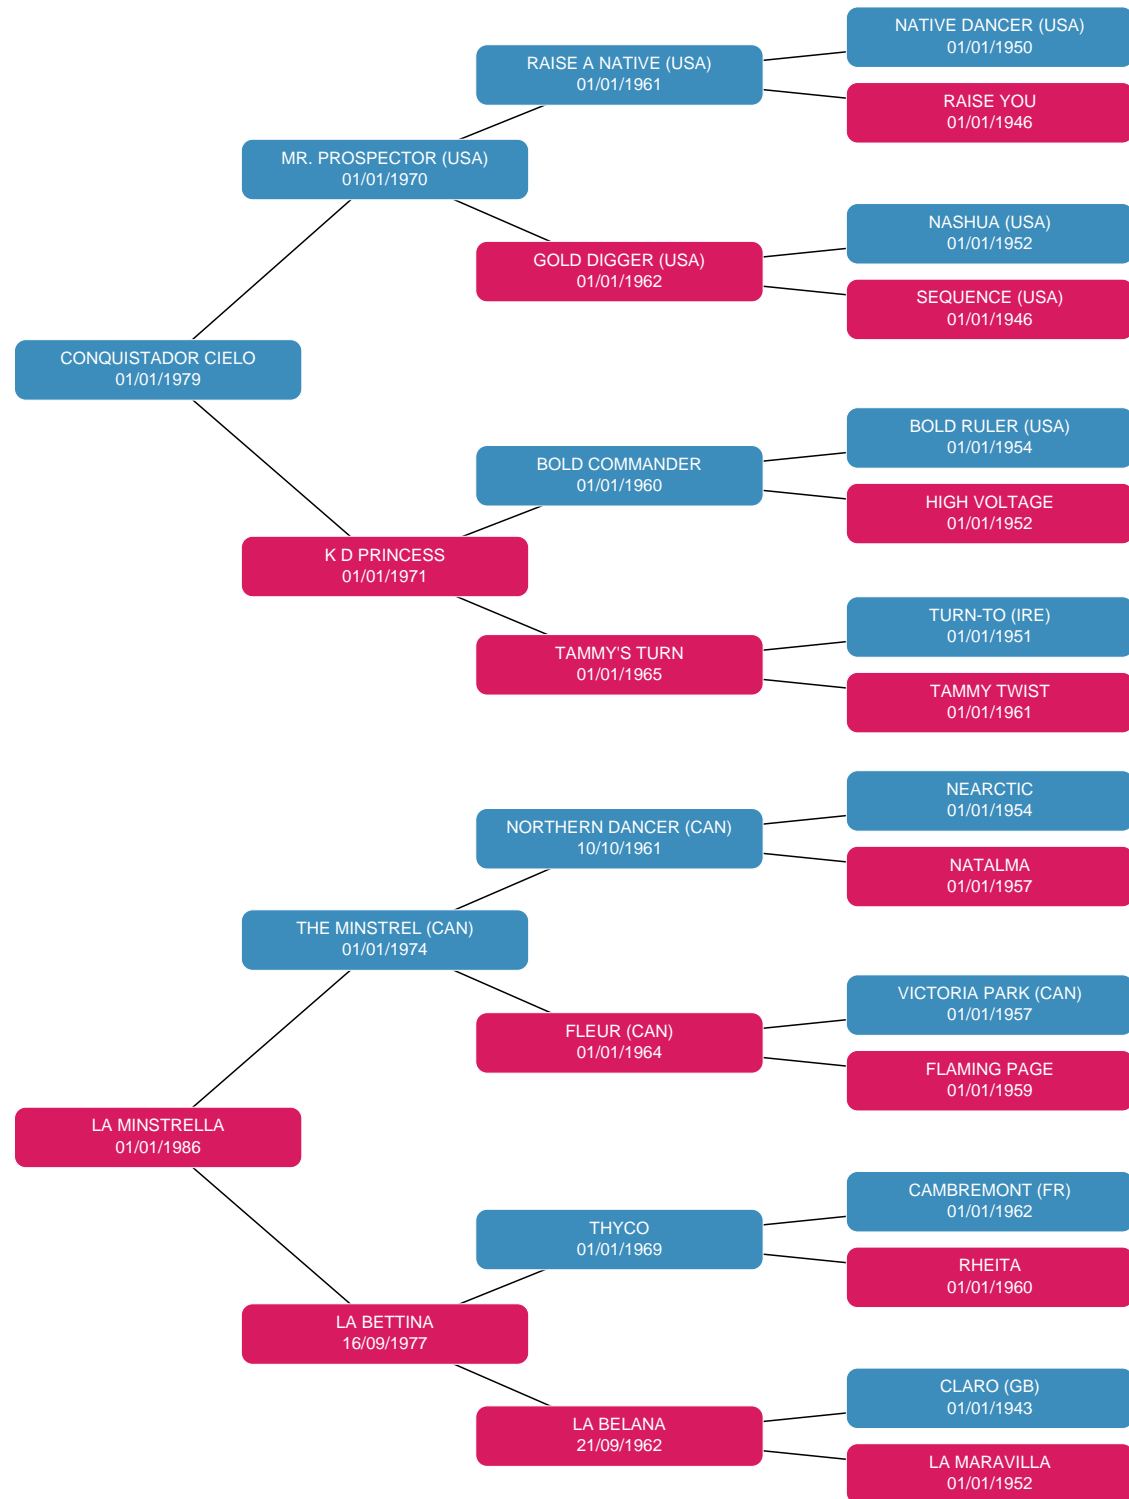 NATIVE DANCER (USA)
01/01/1950
RAISE A NATIVE (USA)
01/01/1961
RAISE YOU
01/01/1946
MR. PROSPECTOR (USA)
01/01/1970
NASHUA (USA)
01/01/1952
GOLD DIGGER (USA)
01/01/1962
SEQUENCE (USA)
01/01/1946
CONQUISTADOR CIELO
01/01/1979
BOLD RULER (USA)
01/01/1954
BOLD COMMANDER
01/01/1960
HIGH VOLTAGE
01/01/1952
K D PRINCESS
01/01/1971
TURN-TO (IRE)
01/01/1951
TAMMY'S TURN
01/01/1965
TAMMY TWIST
01/01/1961
NEARCTIC
01/01/1954
NORTHERN DANCER (CAN)
10/10/1961
NATALMA
01/01/1957
THE MINSTREL (CAN)
01/01/1974
VICTORIA PARK (CAN)
01/01/1957
FLEUR (CAN)
01/01/1964
FLAMING PAGE
01/01/1959
LA MINSTRELLA
01/01/1986
CAMBREMONT (FR)
01/01/1962
THYCO
01/01/1969
RHEITA
01/01/1960
LA BETTINA
16/09/1977
CLARO (GB)
01/01/1943
LA BELANA
21/09/1962
LA MARAVILLA
01/01/1952